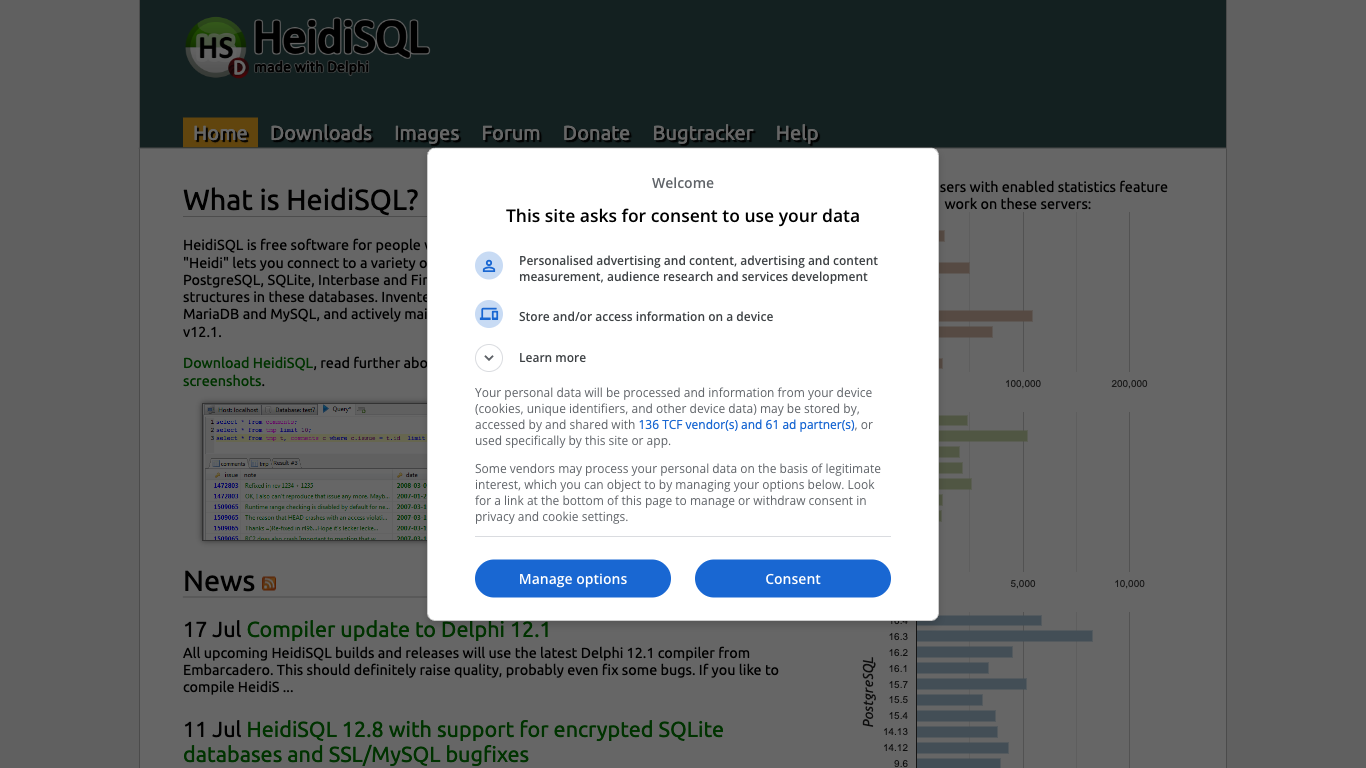 HS
D
HeidiSQL
made with Delphi
Home Downloads Images Forum Donate Bugtracker Help
What is HeidiSQL?
HeidiSQL is free software for people
"Heidi" lets you connect to a variety o
PostgreSQL, SQLite, Interbase and Fir
structures in these databases. Invente
MariaDB and MySQL, and actively mai
v12.1.
Download HeidiSQL, read further abo
screenshots.
Welcome
This site asks for consent to use your data
Personalised advertising and content, advertising and content
measurement, audience research and services development
Store and/or access information on a device
Learn more
Your personal data will be processed and information from your device
(cookies, unique identifiers, and other device data) may be stored by,
accessed by and shared with 136 TCF vendor(s) and 61 ad partner(s), or
used specifically by this site or app.
Some vendors may process your personal data on the basis of legitimate
interest, which you can object to by managing your options below. Look
for a link at the bottom of this page to manage or withdraw consent in
privacy and cookie settings.
Manage options
Consent
News
17 Jul Compiler update to Delphi 12.1
All upcoming HeidiSQL builds and releases will use the latest Delphi 12.1 compiler from
Embarcadero. This should definitely raise quality, probably even fix some bugs. If you like to
compile HeidiS ...
11 Jul HeidiSQL 12.8 with support for encrypted SQLite
databases and SSL/MySQL bugfixes
sers with enabled statistics feature
work on these servers:
100,000 200,000
5,000 10,000
PostgreSQL
16.4
16.3
16.2
16.1
15.7
15.5
15.4
14.13
14.12
9.6